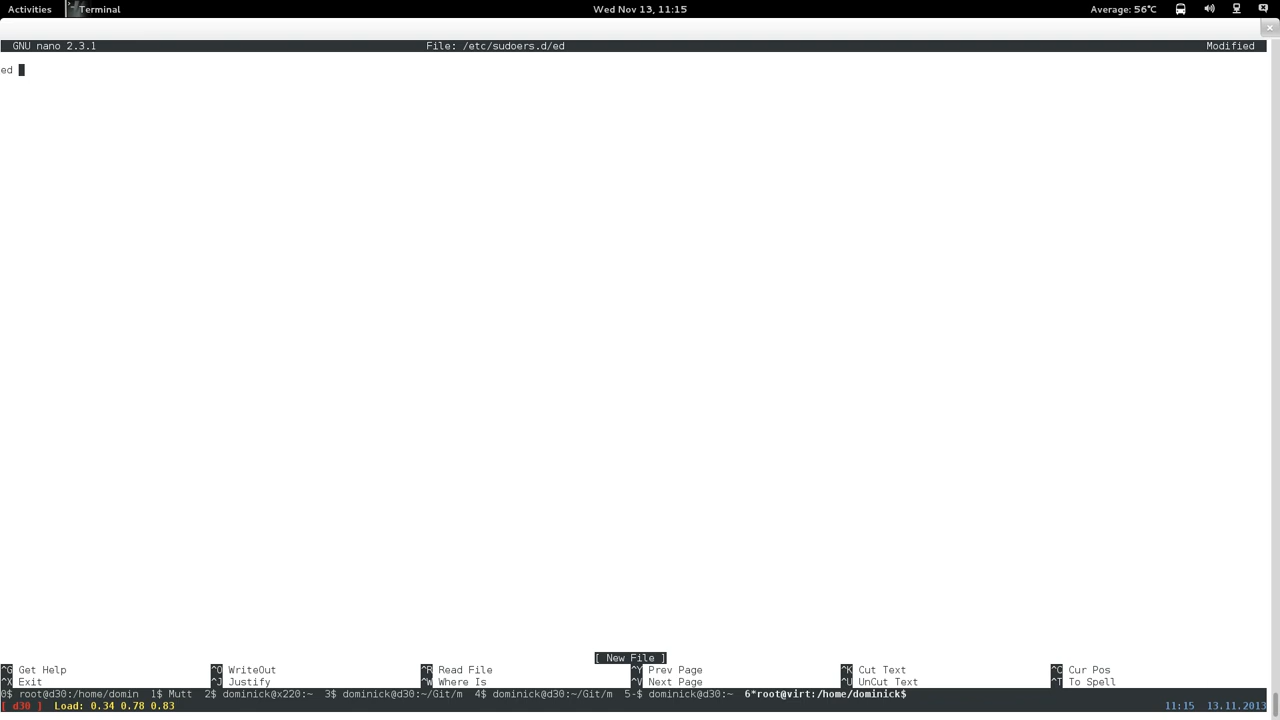 Activities Terminal Wed Nov 13, 11:15 Average: 56℃
GNU nano 2.3.1 File: /etc/sudoers.d/ed Modified
ed
[ New File ]
^G Get Help ^O WriteOut ^R Read File ^Y Prev Page ^K Cut Text ^C Cur Pos
^X Exit ^J Justify ^W Where Is ^V Next Page ^U UnCut Text ^T To Spell
0$ root@d30:/home/domin 1$ Mutt 2$ dominick@x220:~ 3$ dominick@d30:~/Git/m 4$ dominick@d30:~/Git/m 5-$ dominick@d30:~ 6*root@virt:/home/dominick$
[ d30 ] Load: 0.34 0.78 0.83 11:15 13.11.2013